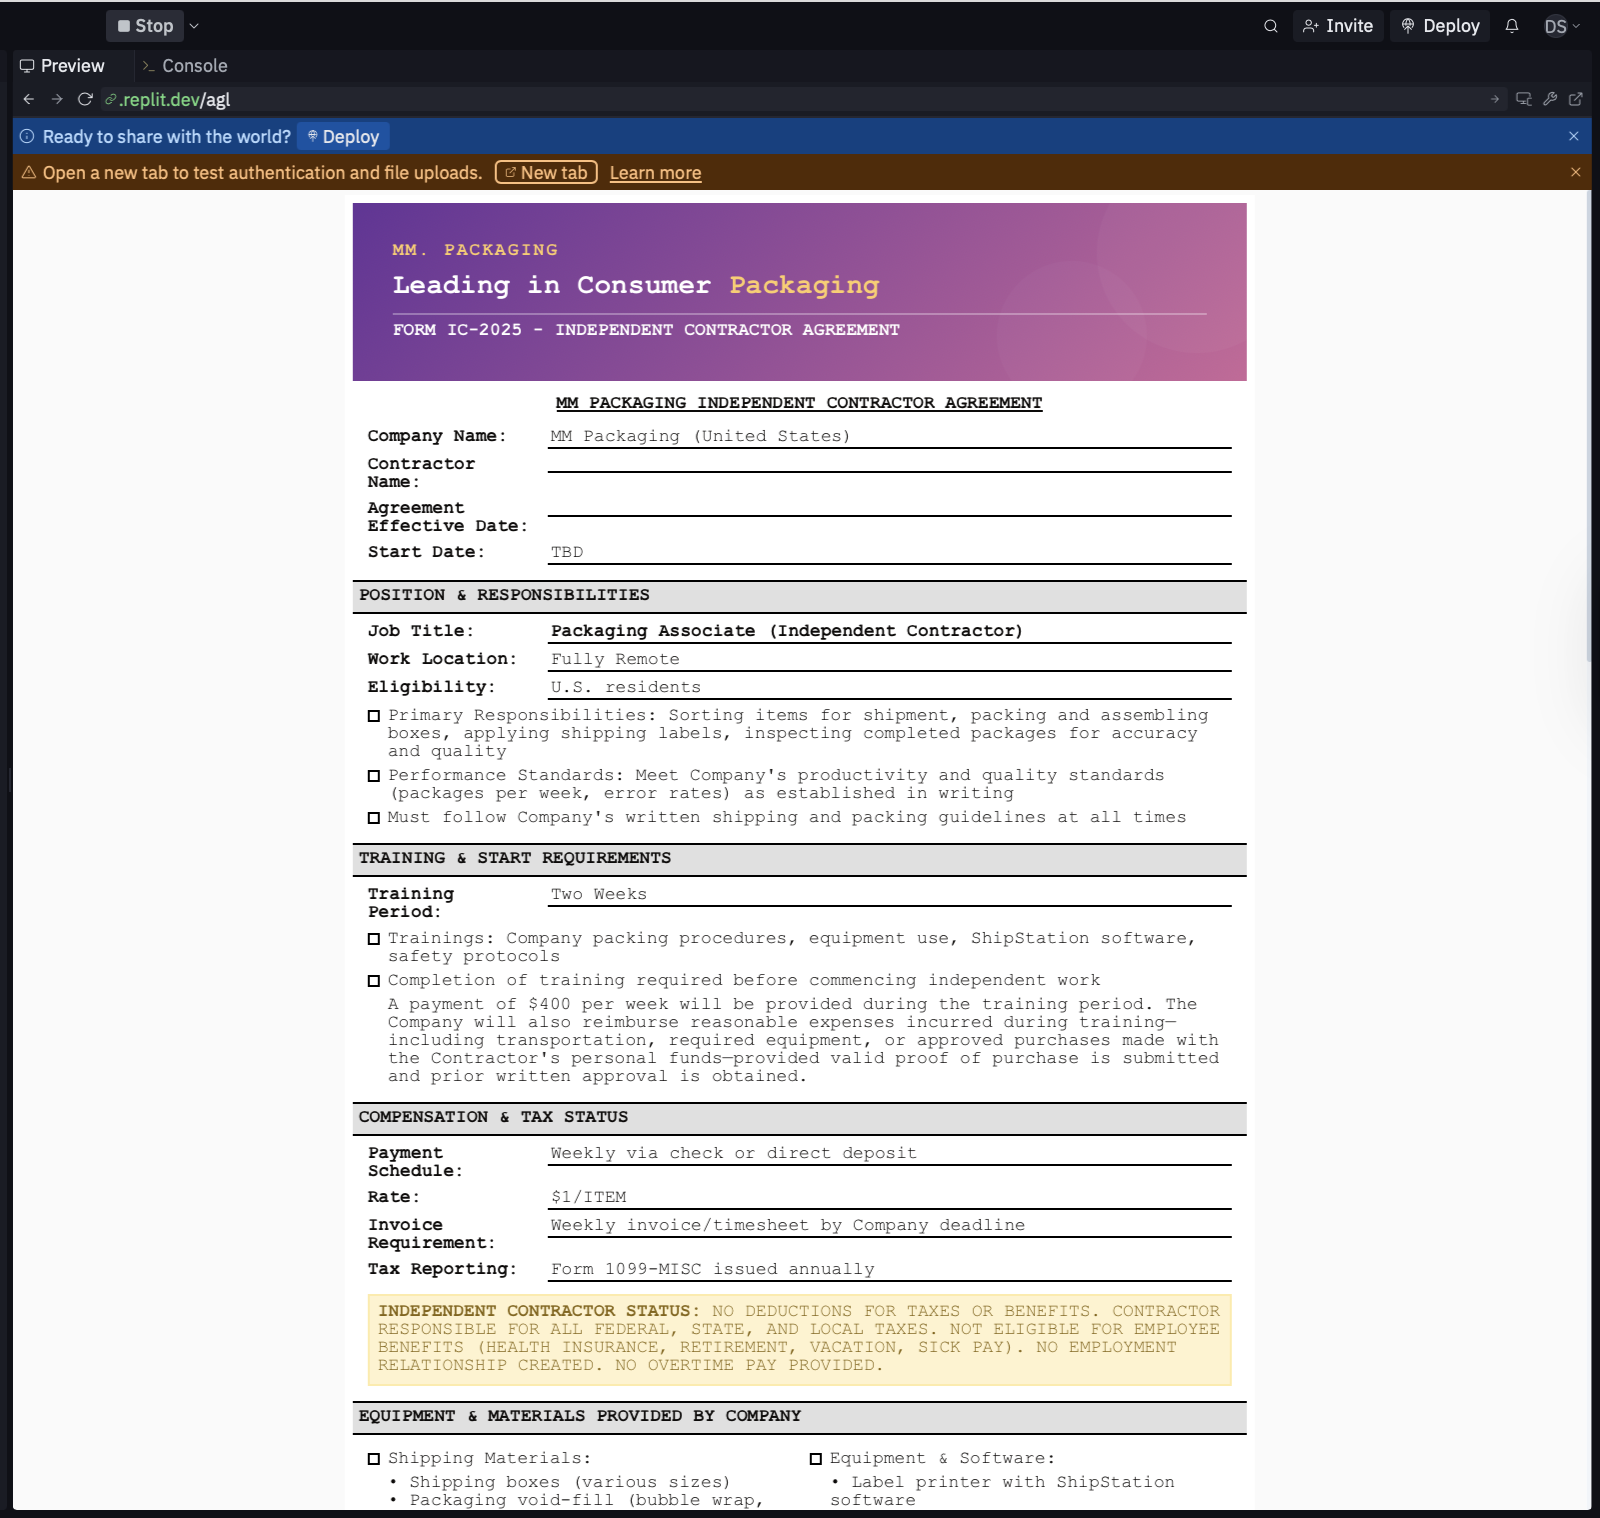 Stop
Invite
Deploy
DS
Preview
>_ Console
.replit.dev/agl
Ready to share with the world? Deploy
Open a new tab to test authentication and file uploads. New tab Learn more
MM. PACKAGING
Leading in Consumer Packaging
FORM IC-2025 - INDEPENDENT CONTRACTOR AGREEMENT
MM PACKAGING INDEPENDENT CONTRACTOR AGREEMENT
Company Name: MM Packaging (United States)
Contractor
Name:
Agreement
Effective Date:
Start Date: TBD
POSITION & RESPONSIBILITIES
Job Title: Packaging Associate (Independent Contractor)
Work Location: Fully Remote
Eligibility: U.S. residents
Primary Responsibilities: Sorting items for shipment, packing and assembling
boxes, applying shipping labels, inspecting completed packages for accuracy
and quality
Performance Standards: Meet Company's productivity and quality standards
(packages per week, error rates) as established in writing
Must follow Company's written shipping and packing guidelines at all times
TRAINING & START REQUIREMENTS
Training Two Weeks
Period:
Trainings: Company packing procedures, equipment use, ShipStation software,
safety protocols
Completion of training required before commencing independent work
A payment of $400 per week will be provided during the training period. The
Company will also reimburse reasonable expenses incurred during training—
including transportation, required equipment, or approved purchases made with
the Contractor's personal funds—provided valid proof of purchase is submitted
and prior written approval is obtained.
COMPENSATION & TAX STATUS
Payment Weekly via check or direct deposit
Schedule:
Rate: $1/ITEM
Invoice Weekly invoice/timesheet by Company deadline
Requirement:
Tax Reporting: Form 1099-MISC issued annually
INDEPENDENT CONTRACTOR STATUS: NO DEDUCTIONS FOR TAXES OR BENEFITS. CONTRACTOR
RESPONSIBLE FOR ALL FEDERAL, STATE, AND LOCAL TAXES. NOT ELIGIBLE FOR EMPLOYEE
BENEFITS (HEALTH INSURANCE, RETIREMENT, VACATION, SICK PAY). NO EMPLOYMENT
RELATIONSHIP CREATED. NO OVERTIME PAY PROVIDED.
EQUIPMENT & MATERIALS PROVIDED BY COMPANY
Shipping Materials:
• Shipping boxes (various sizes)
• Packaging void-fill (bubble wrap,
Equipment & Software:
• Label printer with ShipStation
software